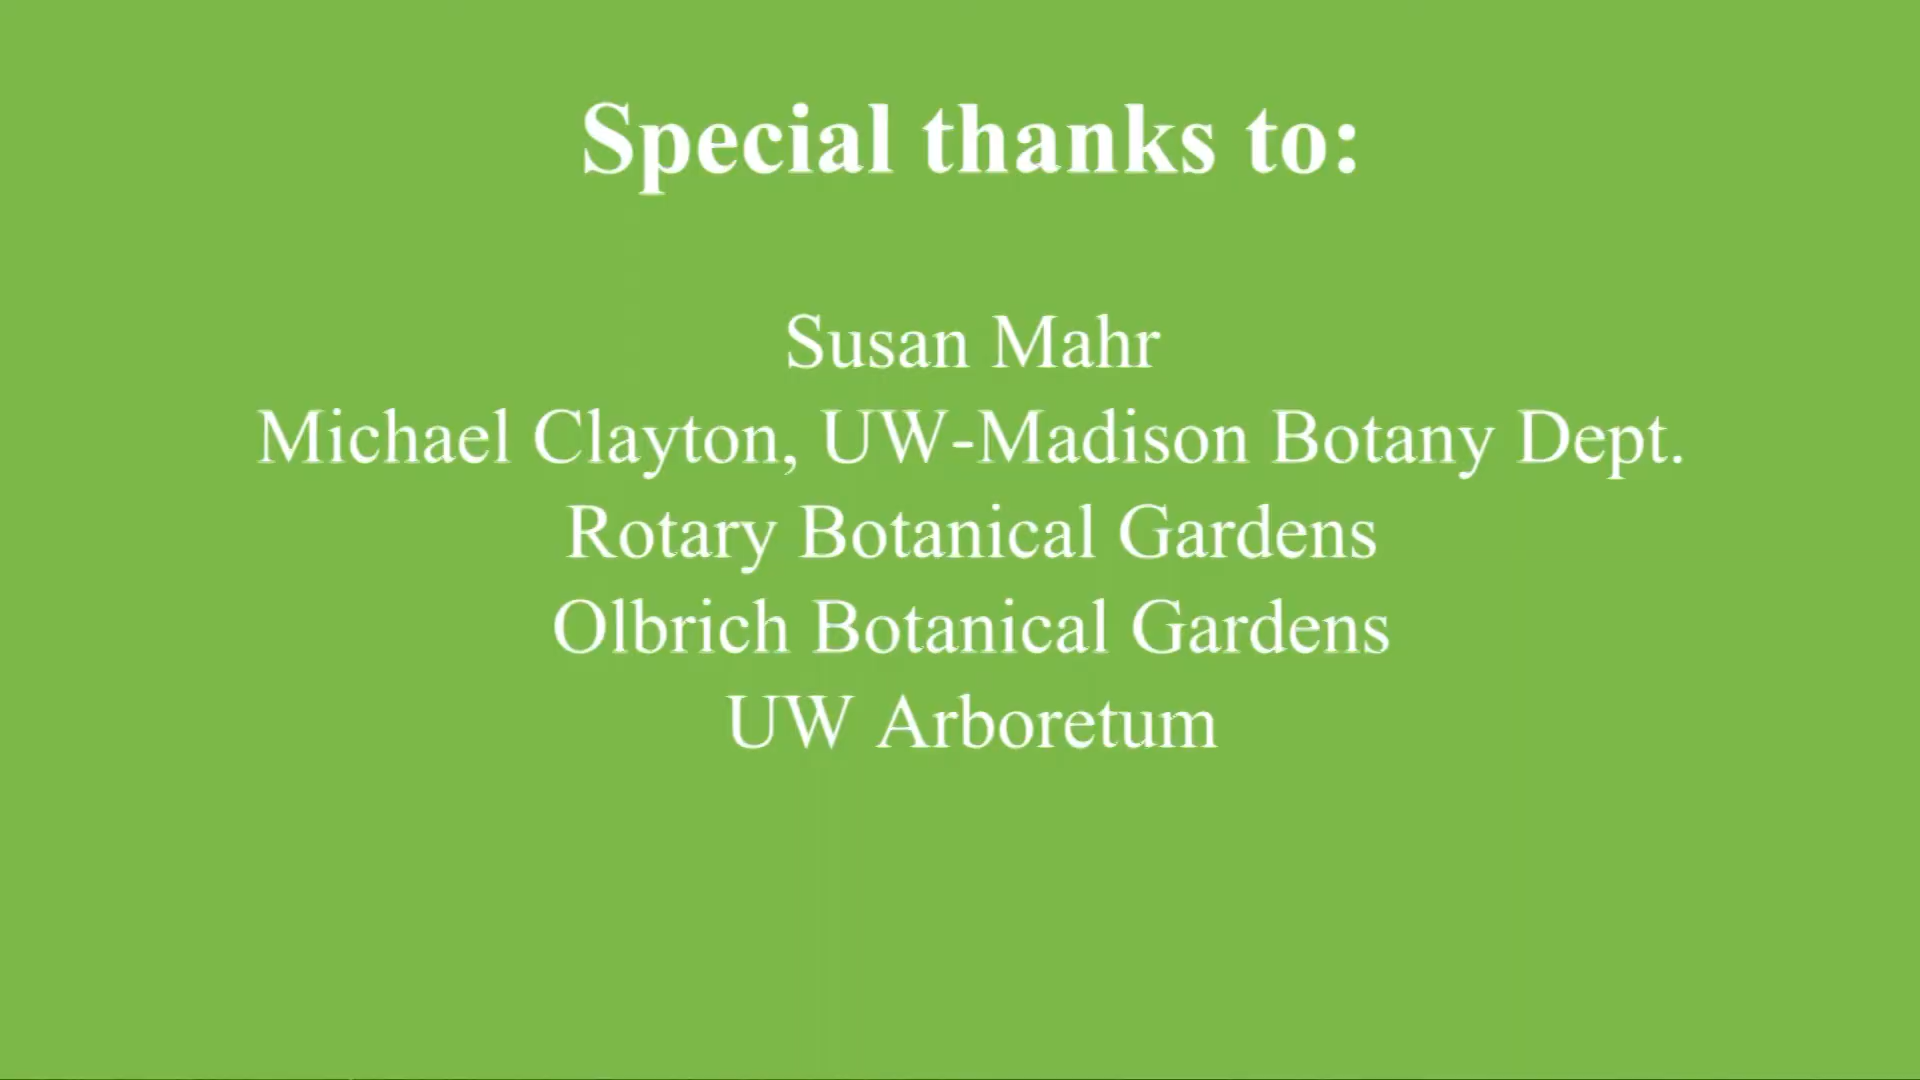 Special thanks to:
Susan Mahr
Michael Clayton, UW-Madison Botany Dept.
Rotary Botanical Gardens
Olbrich Botanical Gardens
UW Arboretum